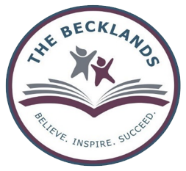 THE BECKLANDS
BELIEVE. INSPIRE. SUCCEED.